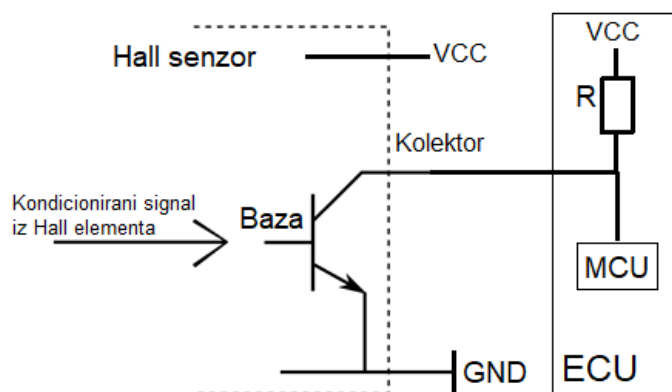 VCC
Hall senzor
VCC
R
Kolektor
Kondicionirani signal
iz Hall elementa
Baza
MCU
GND
ECU